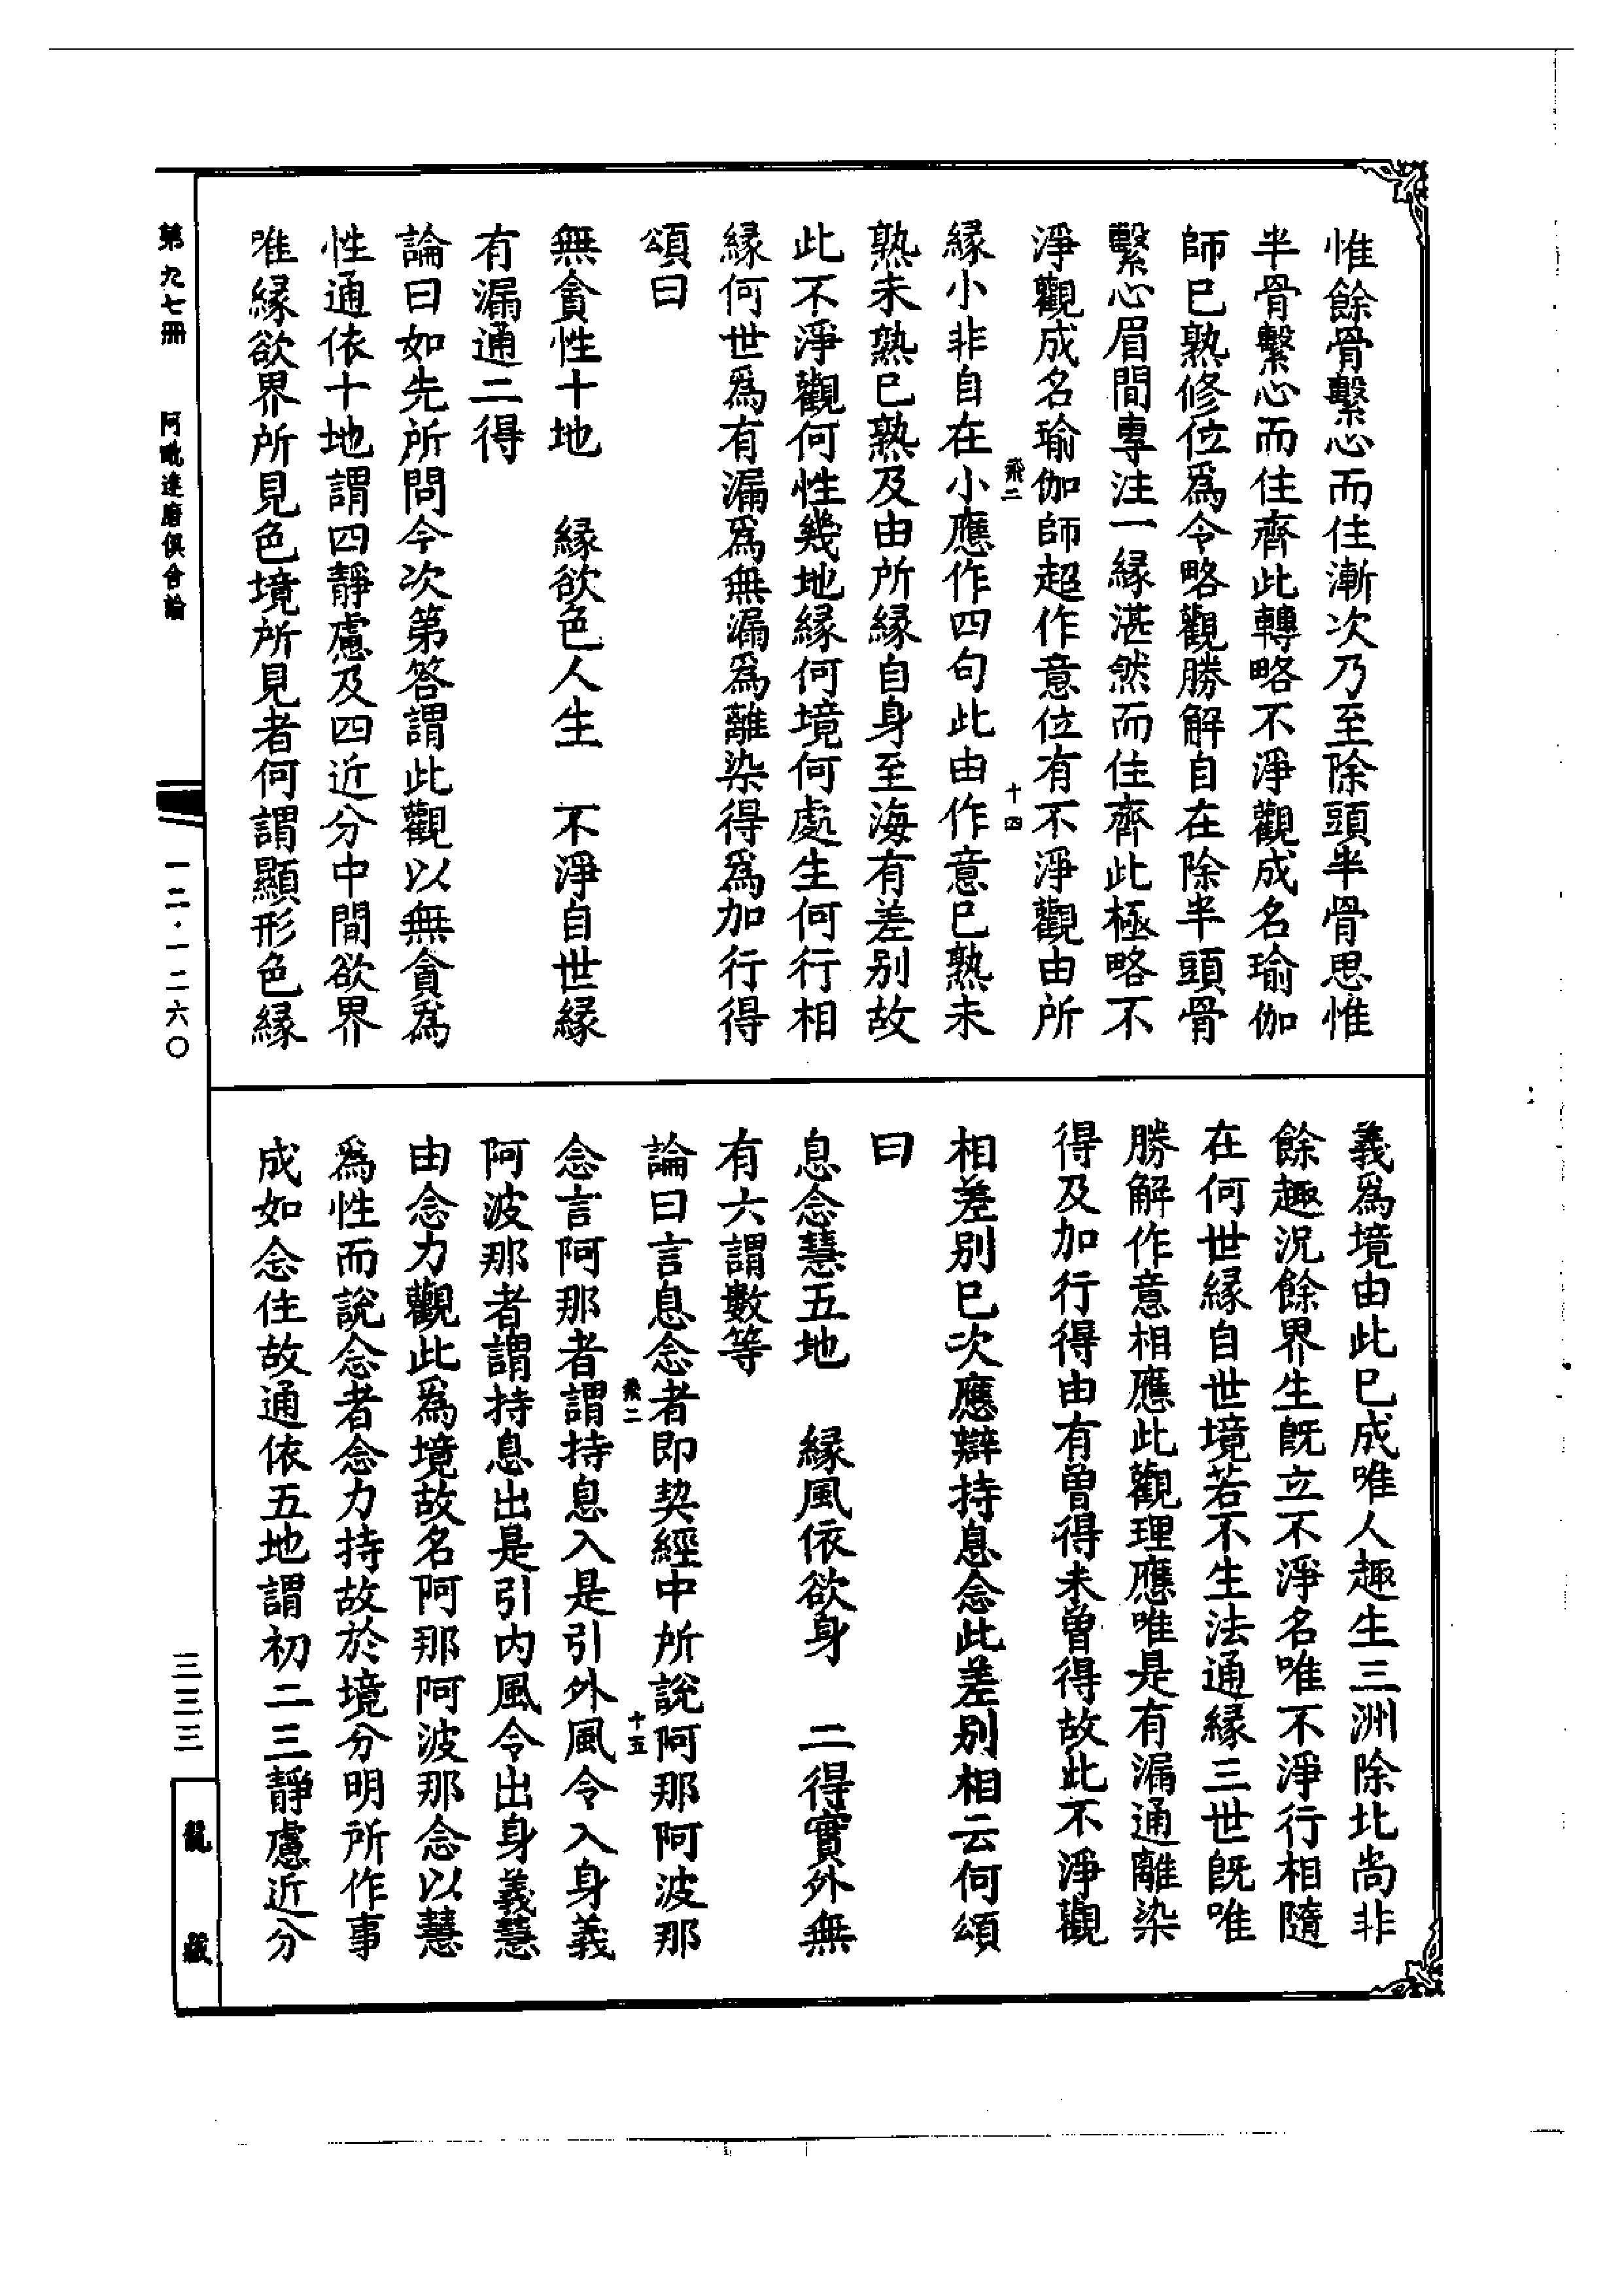 惟餘骨繫心而住漸次乃至除頭半骨思惟
半骨繫心而住齊此轉略不淨觀成名瑜伽
師已熟修位爲令略觀勝解自在除半頭骨
繫心眉間專注一緣湛然而住齊此極略不
淨觀成名瑜伽師超作意位有不淨觀由所
飛二
十四
緣小非自在小應作四句此由作意已熟未
熟未熟已熟及由所緣自身至海有差别故
此不淨觀何性幾地緣何境何處生何行相
緣何世爲有漏爲無漏爲離染得爲加行得
頌曰
無貪性十地　緣欲色人生　不淨自世緣
有漏通二得
論曰如先所問今次第答謂此觀以無貪爲
性通依十地謂四靜慮及四近分中間欲界
唯緣欲界所見色境所見者何謂顯形色緣
義爲境由此已成唯人趣生三洲除北尚非
餘趣況餘界生旣立不淨名唯不淨行相隨
在何世緣自世境若不生法通緣三世旣唯
勝解作意相應此觀理應唯是有漏通離染
得及加行得由有曾得未曾得故此不淨觀
相差别已次應辯持息念此差别相云何頌
曰
息念慧五地　緣風依欲身　二得實外無
有六謂數等
論曰言息念者即契經中所說阿那阿波那
飛二
十五
念言阿那者謂持息入是引外風令入身義
阿波那者謂持息出是引内風令出身義慧
由念力觀此爲境故名阿那阿波那念以慧
爲性而說念者念力持故於境分明所作事
成如念住故通依五地謂初二三靜慮近分
第九七冊　阿毗達磨俱舍論
一二·一二六〇
三三三
龍藏